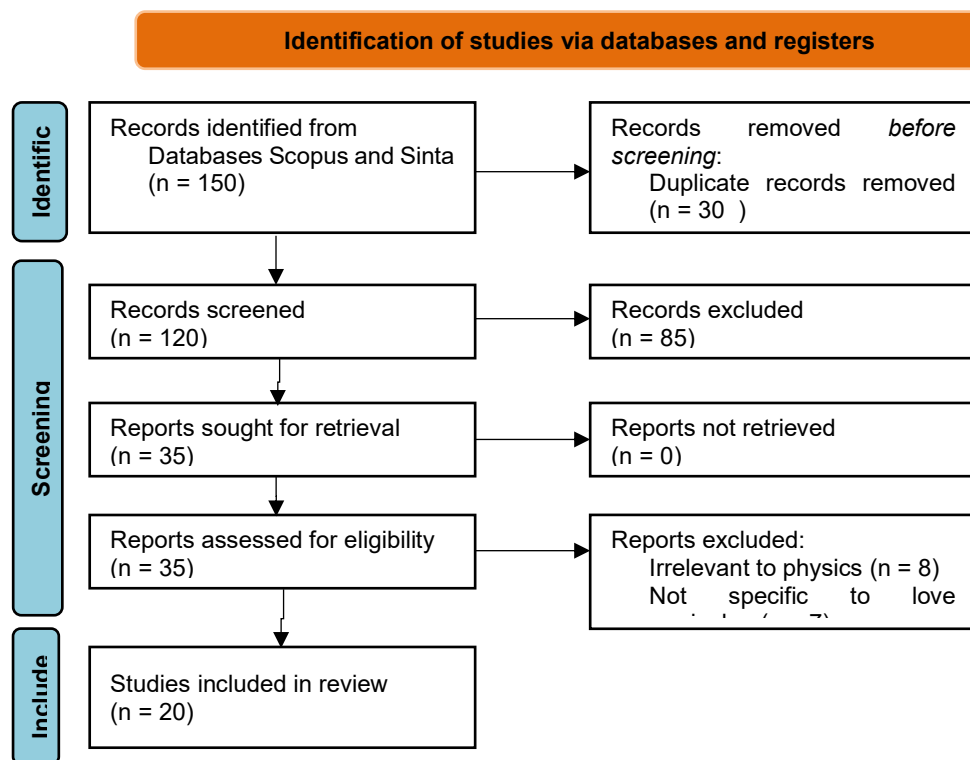 Identification of studies via databases and registers
Identific
Records identified from
Databases Scopus and Sinta
(n = 150)
Records removed before
screening:
Duplicate records removed
(n = 30 )
Screening
Records screened
(n = 120)
Records excluded
(n = 85)
Reports sought for retrieval
(n = 35)
Reports not retrieved
(n = 0)
Reports assessed for eligibility
(n = 35)
Reports excluded:
Irrelevant to physics (n = 8)
Not specific to love
Include
Studies included in review
(n = 20)